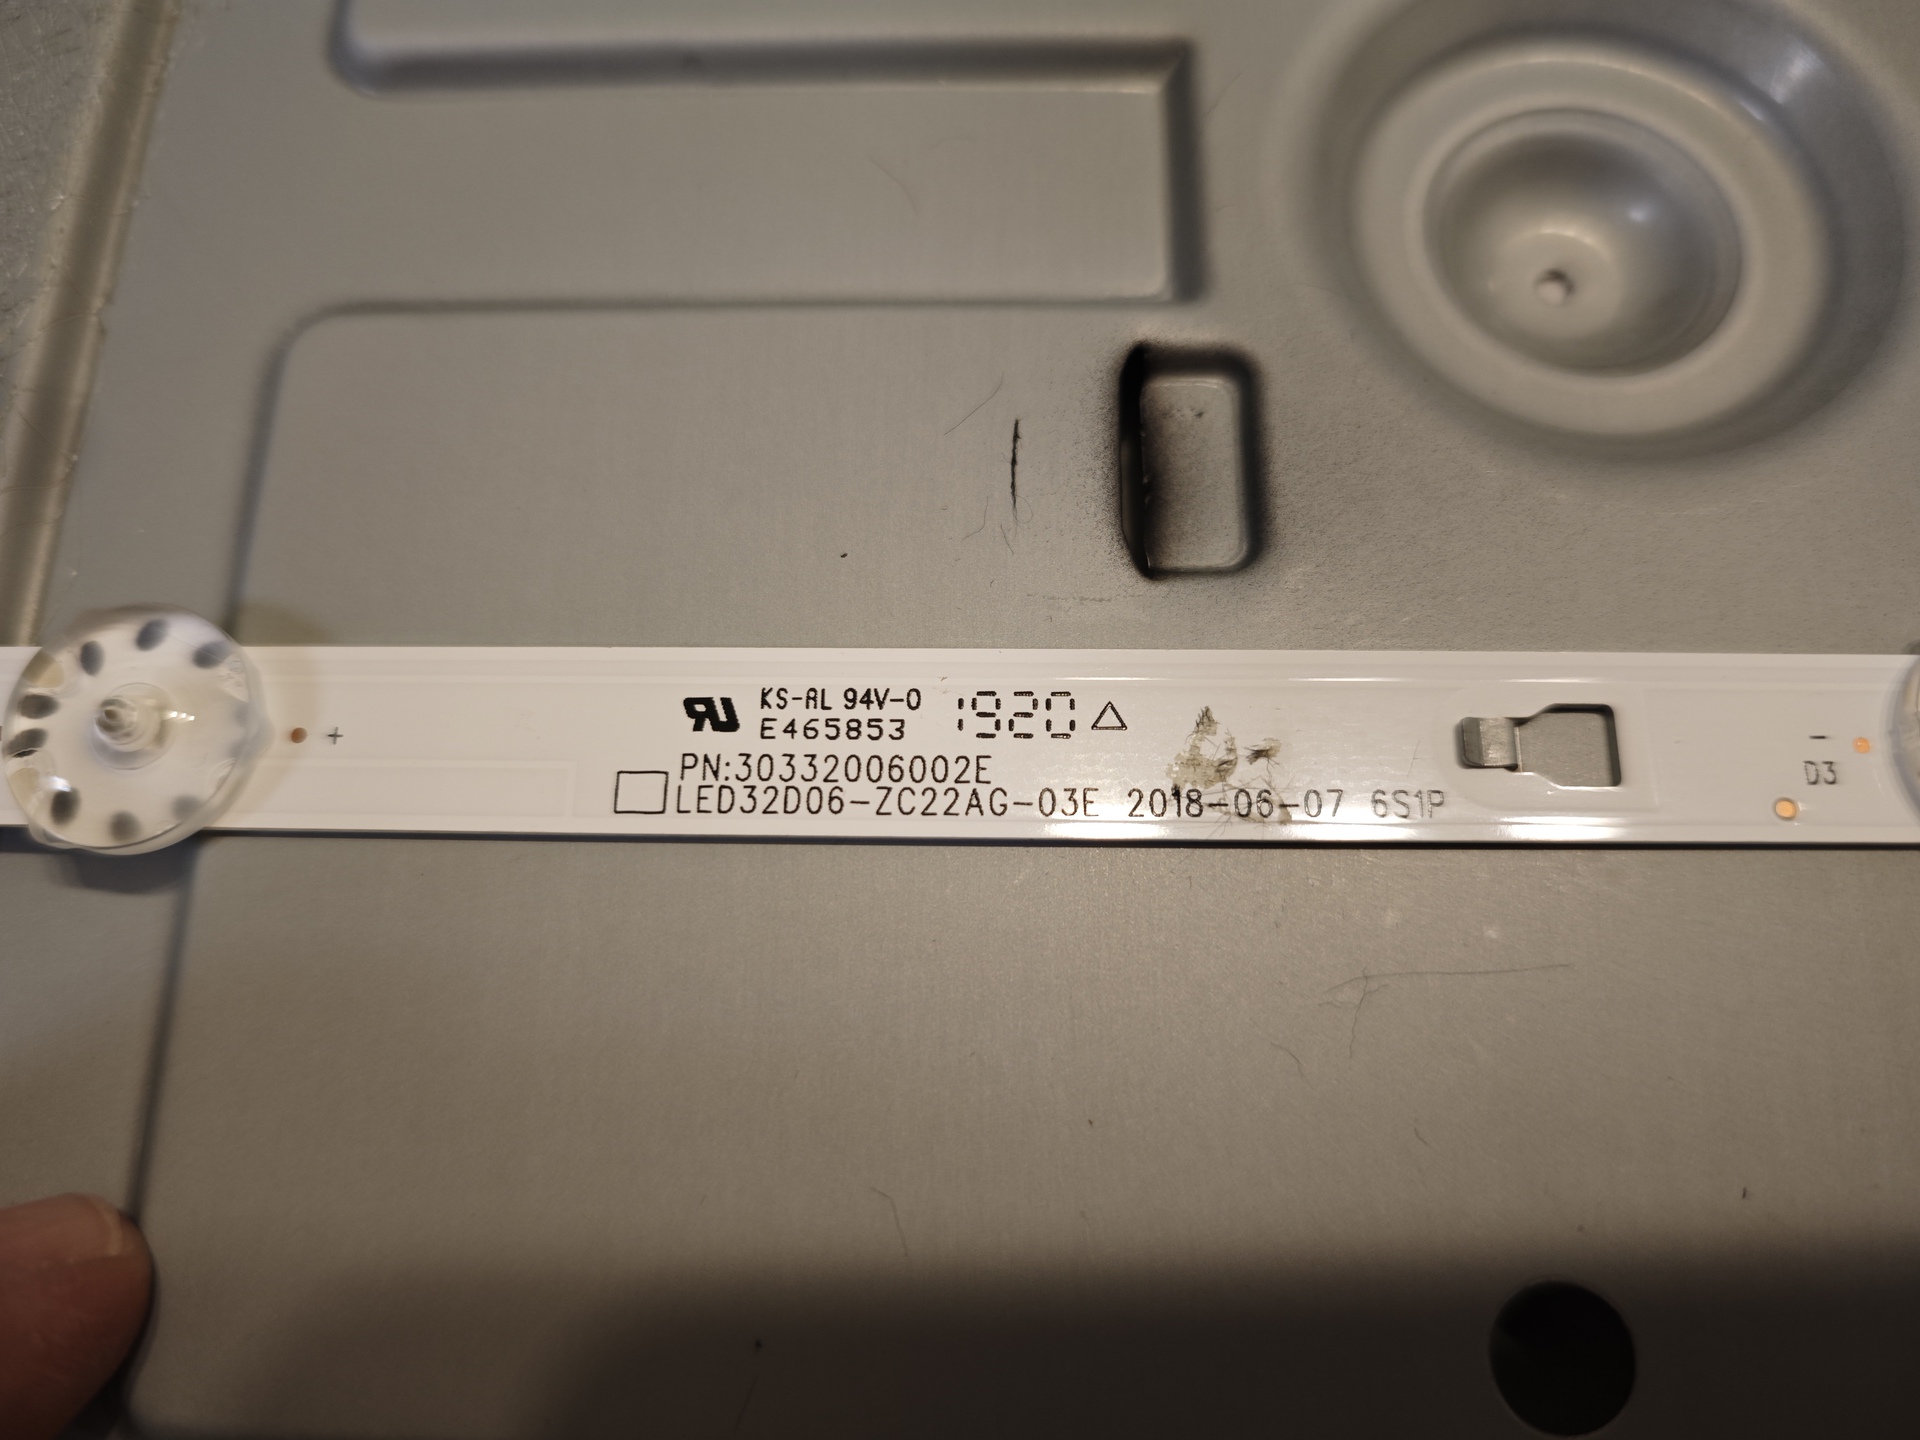 KS-AL 94V-0 1920
E465853
PN:30332006002E
LED32D06-ZC22AG-03E 2018-06-07 6S1P
+
-
D3